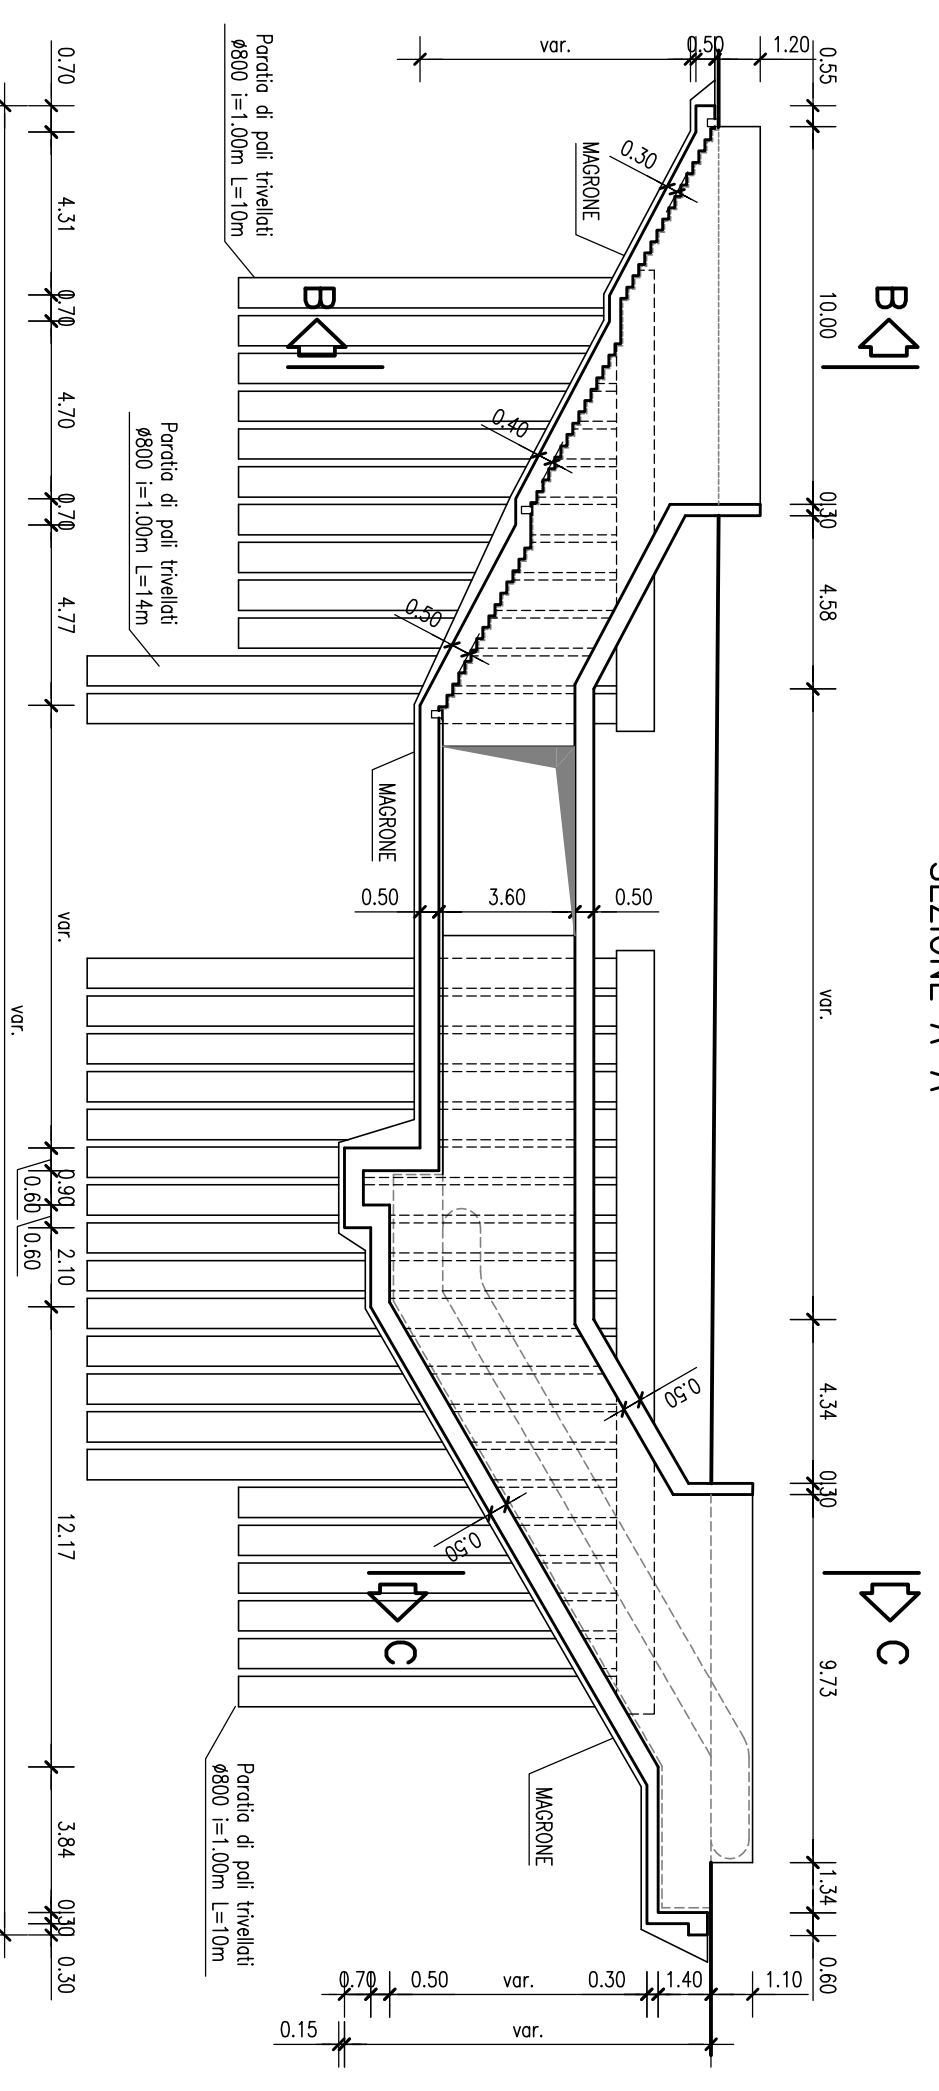 SEZIONE A-A
0.55
10.00
0.30
4.58
var.
4.34
0.30
9.73
1.34
0.60
B
C
1.20
0.50
var.
0.30
MAGRONE
0.40
0.50
0.50
3.60
0.50
MAGRONE
0.50
0.50
MAGRONE
B
C
Paratia di pali trivellati
ø800 i=1.00m L=10m
Paratia di pali trivellati
ø800 i=1.00m L=14m
Paratia di pali trivellati
ø800 i=1.00m L=10m
1.10
1.40
0.30
var.
0.50
0.70
var.
0.15
0.70
4.31
0.70
4.70
0.70
4.77
var.
0.90
2.10
12.17
3.84
0.30
0.30
0.60
0.60
var.